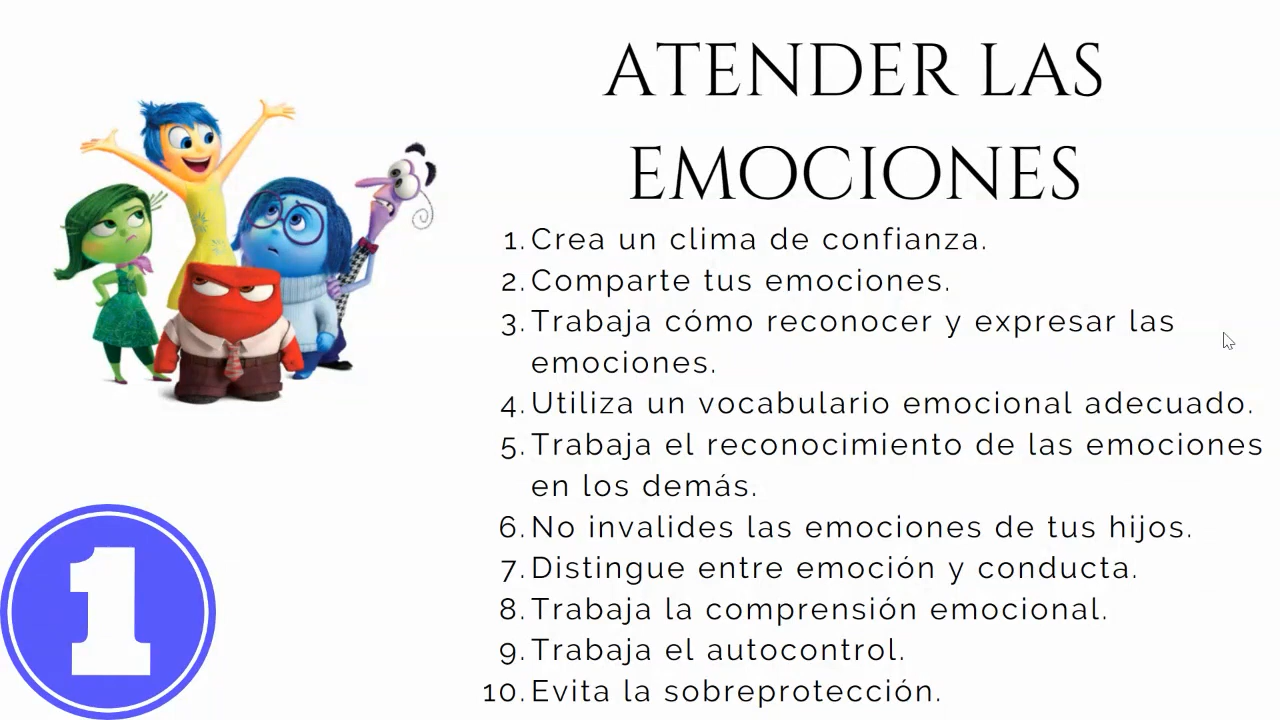 ATENDER LAS
EMOCIONES
1. Crea un clima de confianza.
2. Comparte tus emociones.
3. Trabaja cómo reconocer y expresar las
emociones.
4. Utiliza un vocabulario emocional adecuado.
5. Trabaja el reconocimiento de las emociones
en los demás.
6. No invalides las emociones de tus hijos.
7. Distingue entre emoción y conducta.
8. Trabaja la comprensión emocional.
9. Trabaja el autocontrol.
10. Evita la sobreprotección.
1